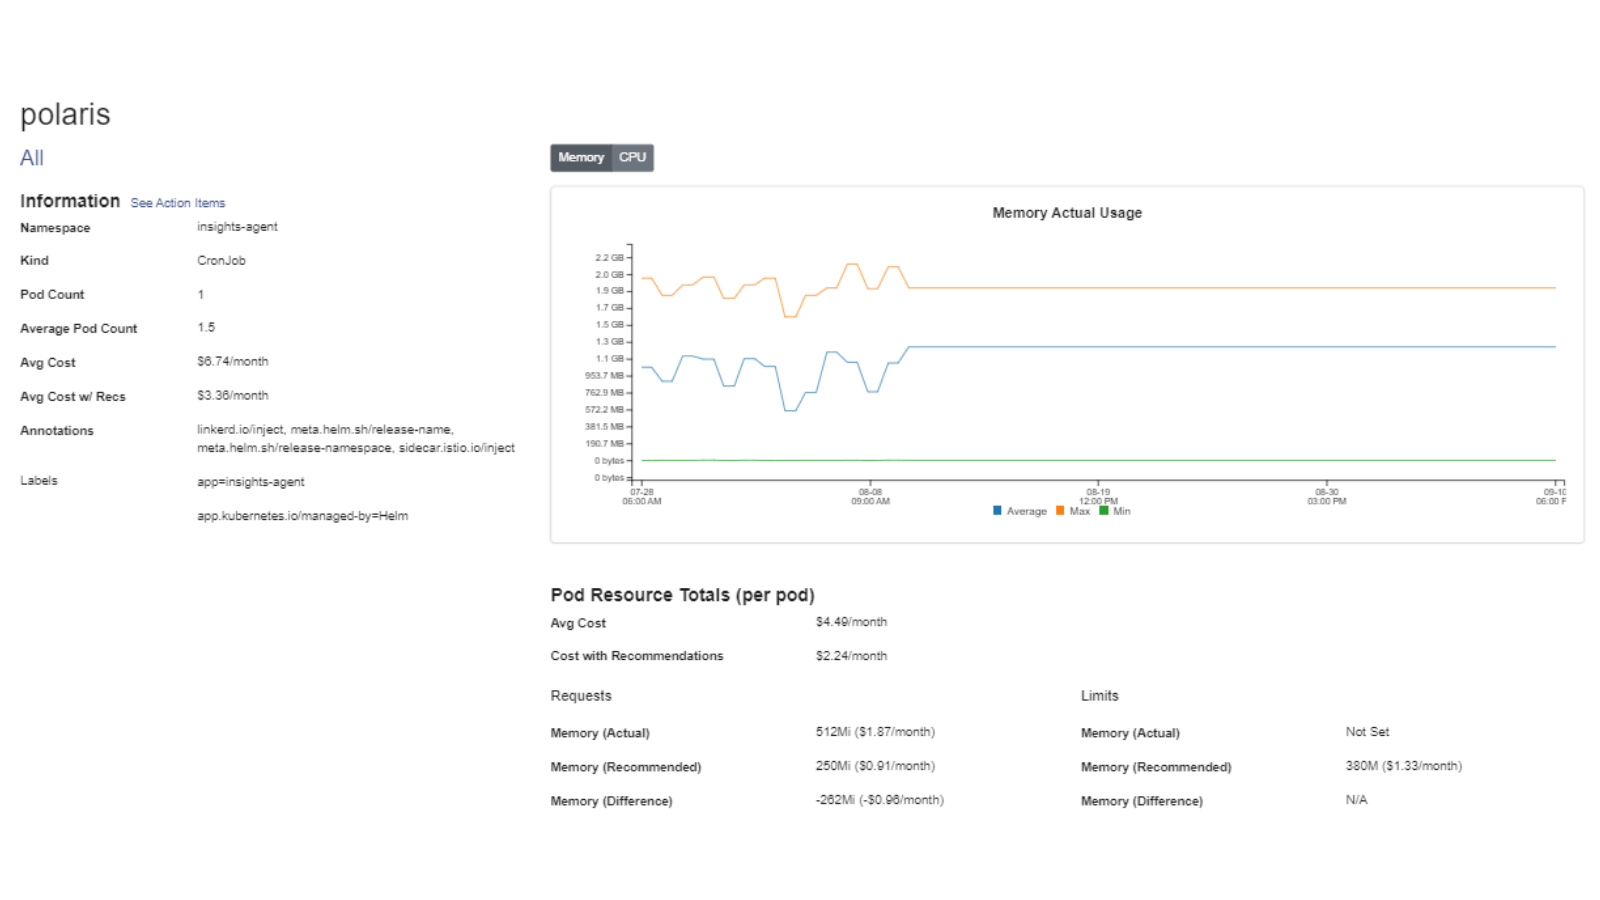 polaris
All
Information See Action Items
Namespace insights-agent
Kind CronJob
Pod Count 1
Average Pod Count 1.5
Avg Cost $6.74/month
Avg Cost w/ Recs $3.36/month
Annotations linkerd.io/inject, meta.helm.sh/release-name,
meta.helm.sh/release-namespace, sidecar.istio.io/inject
Labels app=insights-agent
app.kubernetes.io/managed-by=Helm
Memory CPU
Memory Actual Usage
2.2 GB
2.0 GB
1.9 GB
1.7 GB
1.5 GB
1.3 GB
1.1 GB
953.7 MB
762.9 MB
572.2 MB
381.5 MB
190.7 MB
0 bytes
0 bytes
07-28 08-08 08-19 08-30 09-10
06:00 AM 09:00 AM 12:00 PM 03:00 PM 06:00 P
Average Max Min
Pod Resource Totals (per pod)
Avg Cost $4.49/month
Cost with Recommendations $2.24/month
Requests Limits
Memory (Actual) 512Mi ($1.87/month) Memory (Actual) Not Set
Memory (Recommended) 250Mi ($0.91/month) Memory (Recommended) 380M ($1.33/month)
Memory (Difference) -262Mi (-$0.96/month) Memory (Difference) N/A